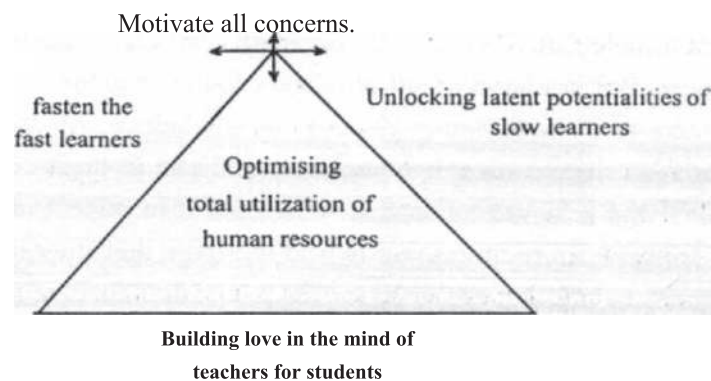 Motivate all concerns.
fasten the
fast learners
Unlocking latent potentialities of
slow learners
Optimising
total utilization of
human resources
Building love in the mind of
teachers for students